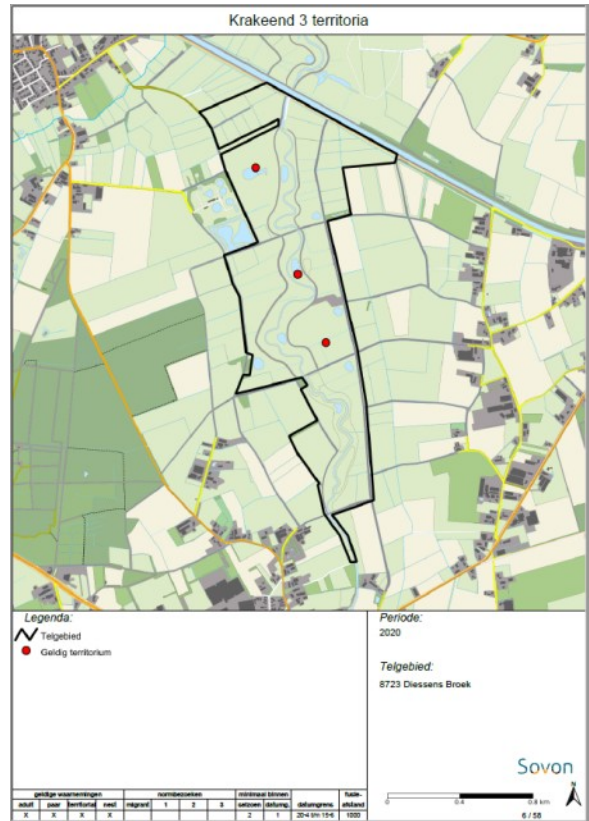 Krakeend 3 territoria
Legenda:
Telgebied
Geldig territorium
Periode:
2020
Telgebied:
8723 Diessens Broek
Sovon
0 0.4 0.8 km
6 / 58
geldige waarnemingen normbezoeken minimaal binnen fusie-
adult paar territoriaal nest migrant 1 2 3 seizoen datumg. datumgrens afstand
X X X X 2 1 20-4 t/m 15-6 1000